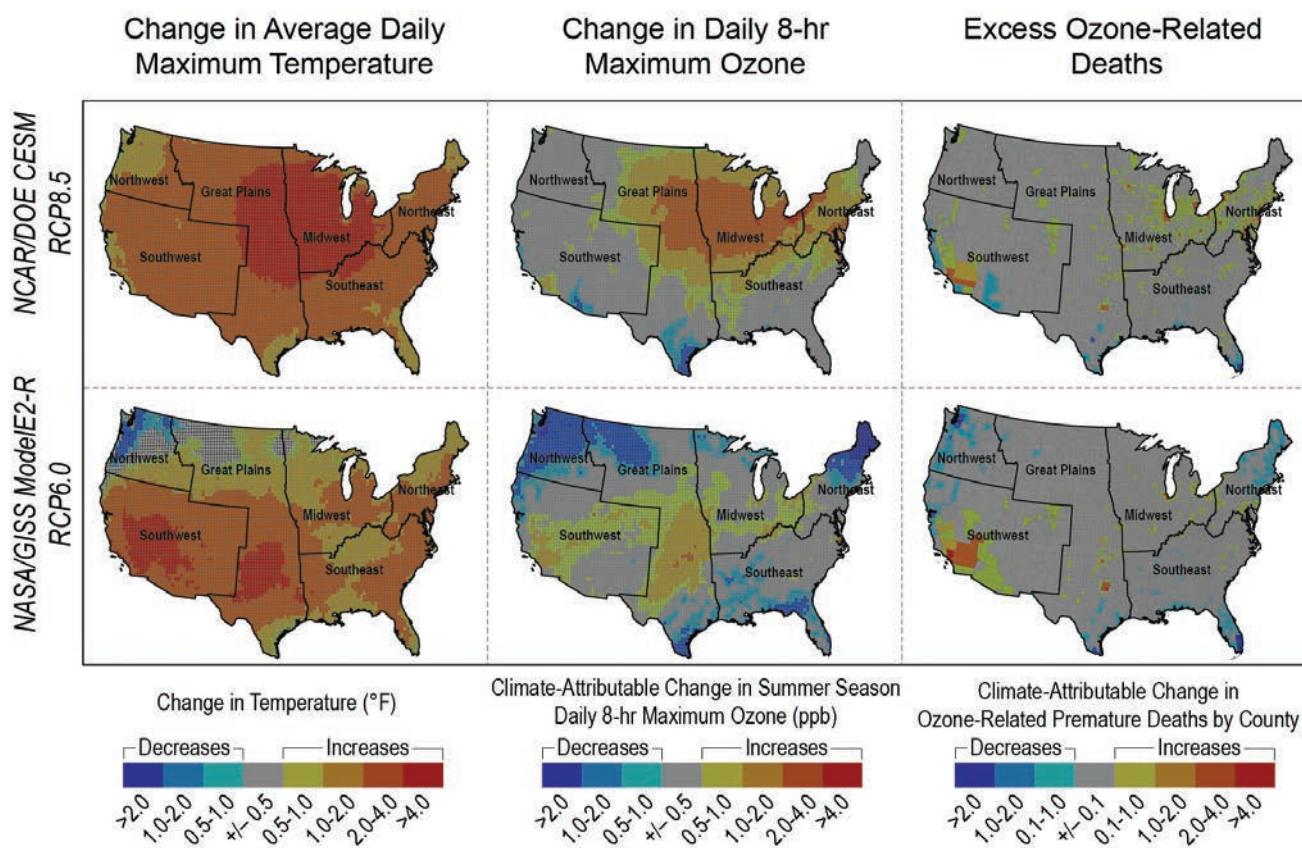 Change in Average Daily
Maximum Temperature
Change in Daily 8-hr
Maximum Ozone
Excess Ozone-Related
Deaths
NCAR/DOE CESM
RCP8.5
Northwest
Great Plains
Northeast
Midwest
Southwest
Southeast
Northwest
Great Plains
Northeast
Midwest
Southwest
Southeast
Northwest
Great Plains
Northeast
Midwest
Southwest
Southeast
NASA/GISS ModelE2-R
RCP6.0
Northwest
Great Plains
Northeast
Midwest
Southwest
Southeast
Northwest
Great Plains
Northeast
Midwest
Southwest
Southeast
Northwest
Great Plains
Northeast
Midwest
Southwest
Southeast
Change in Temperature (°F)
Decreases Increases
>2.0 1.0-2.0 0.5-1.0 +/– 0.5 0.5-1.0 1.0-2.0 2.0-4.0 >4.0
Climate-Attributable Change in Summer Season
Daily 8-hr Maximum Ozone (ppb)
Decreases Increases
>2.0 1.0-2.0 0.5-1.0 +/– 0.5 0.5-1.0 1.0-2.0 2.0-4.0 >4.0
Climate-Attributable Change in
Ozone-Related Premature Deaths by County
Decreases Increases
>2.0 1.0-2.0 0.1-1.0 +/– 0.1 0.1-1.0 1.0-2.0 2.0-4.0 >4.0